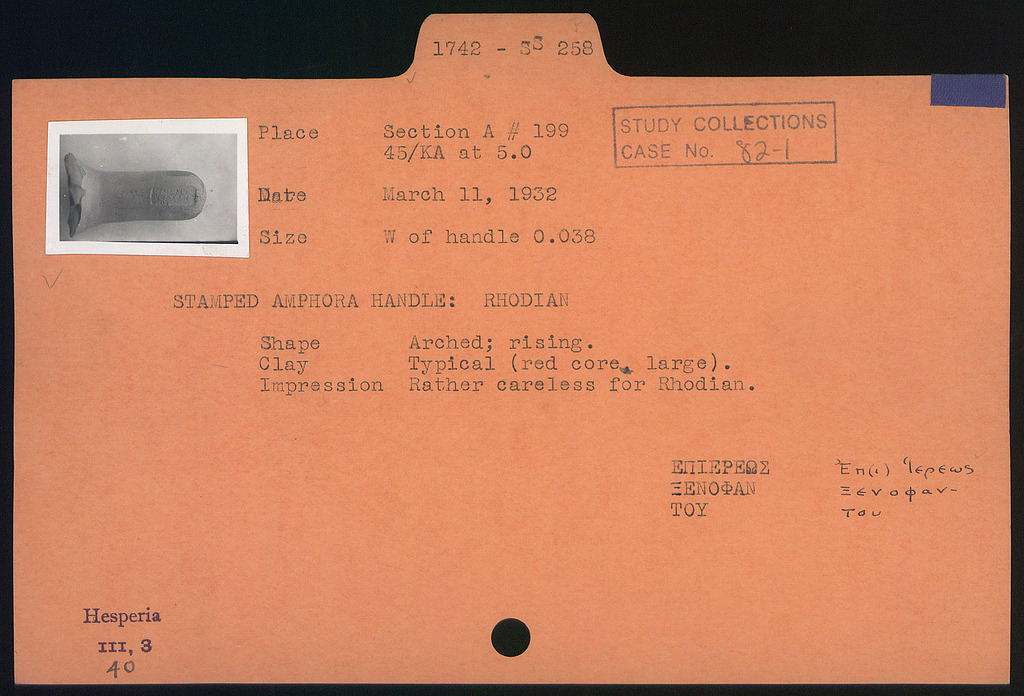 1742 - SS 258
Place Section A # 199
45/KA at 5.0
STUDY COLLECTIONS
CASE No. 82-1
Date March 11, 1932
Size W of handle 0.038
STAMPED AMPHORA HANDLE: RHODIAN
Shape Arched; rising.
Clay Typical (red core, large).
Impression Rather careless for Rhodian.
ΕΠΙΕΡΕΩΣ Ἐπ(ι) Ἱερέως
ΞΕΝΟΦΑΝ Ξενοφαν-
ΤΟΥ του
Hesperia
III, 3
40